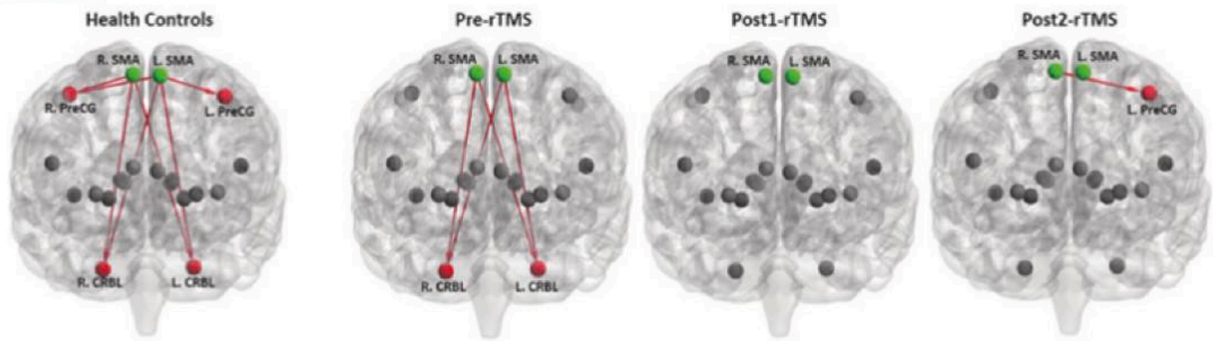 Health Controls
R. SMA L. SMA
R. PreCG
L. PreCG
R. CRBL L. CRBL
Pre-rTMS
R. SMA L. SMA
R. CRBL L. CRBL
Post1-rTMS
R. SMA L. SMA
Post2-rTMS
R. SMA L. SMA
L. PreCG